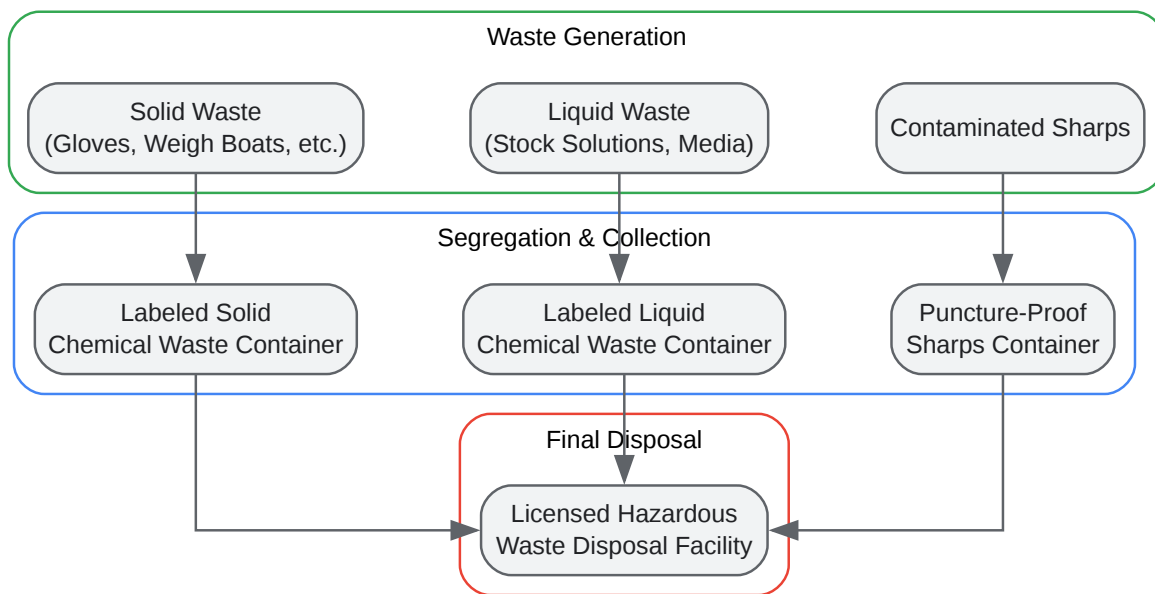 Waste Generation
Solid Waste
(Gloves, Weigh Boats, etc.)
Liquid Waste
(Stock Solutions, Media)
Contaminated Sharps
Segregation & Collection
Labeled Solid
Chemical Waste Container
Labeled Liquid
Chemical Waste Container
Puncture-Proof
Sharps Container
Final Disposal
Licensed Hazardous
Waste Disposal Facility